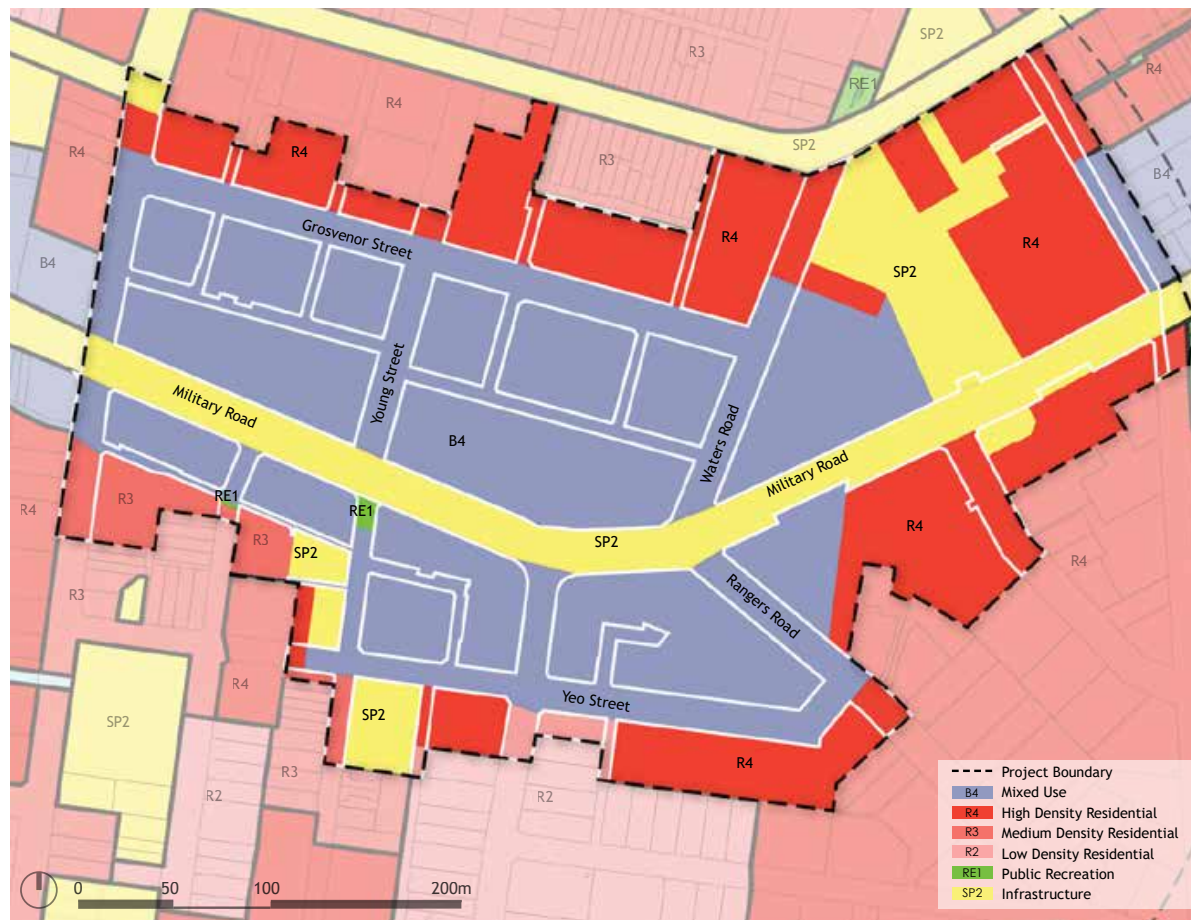 SP2
R3
R4
RE1
R4
SP2
R4
R4
R3
B4
Grosvenor Street
R4
R4
B4
SP2
Young Street
Military Road
B4
Waters Road
Military Road
R3
RE1
RE1
R4
R4
R3
SP2
SP2
R4
R3
Rangers Road
R4
Yeo Street
SP2
SP2
R4
R3
R2
R2
Project Boundary
B4 Mixed Use
R4 High Density Residential
R3 Medium Density Residential
R2 Low Density Residential
RE1 Public Recreation
SP2 Infrastructure
0 50 100 200m